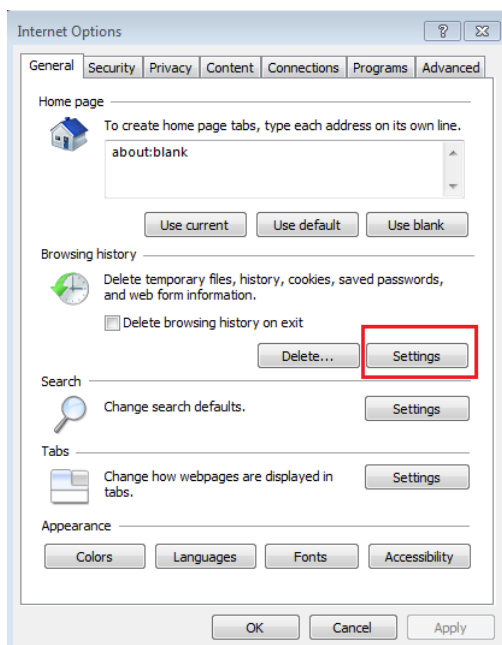 Internet Options
General Security Privacy Content Connections Programs Advanced
Home page
To create home page tabs, type each address on its own line.
about:blank
Use current Use default Use blank
Browsing history
Delete temporary files, history, cookies, saved passwords,
and web form information.
Delete browsing history on exit
Delete... Settings
Search
Change search defaults.
Settings
Tabs
Change how webpages are displayed in
tabs.
Settings
Appearance
Colors Languages Fonts Accessibility
OK Cancel Apply